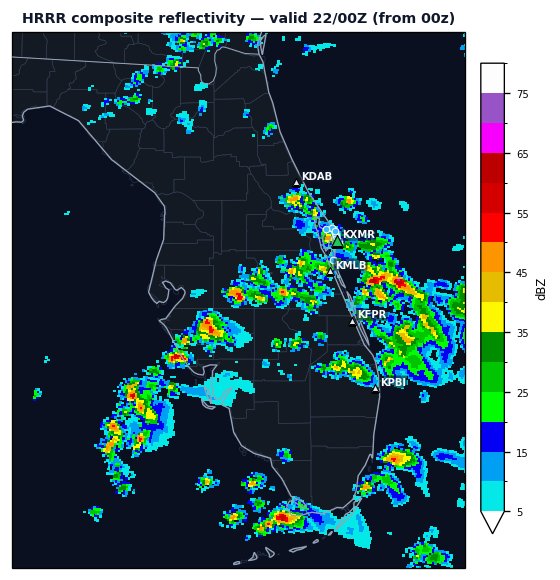 HRRR composite reflectivity — valid 22/00Z (from 00z)
KDAB
KXMR
KMLB
KFPR
KPBI
75
65
55
45
35
25
15
5
dBZ